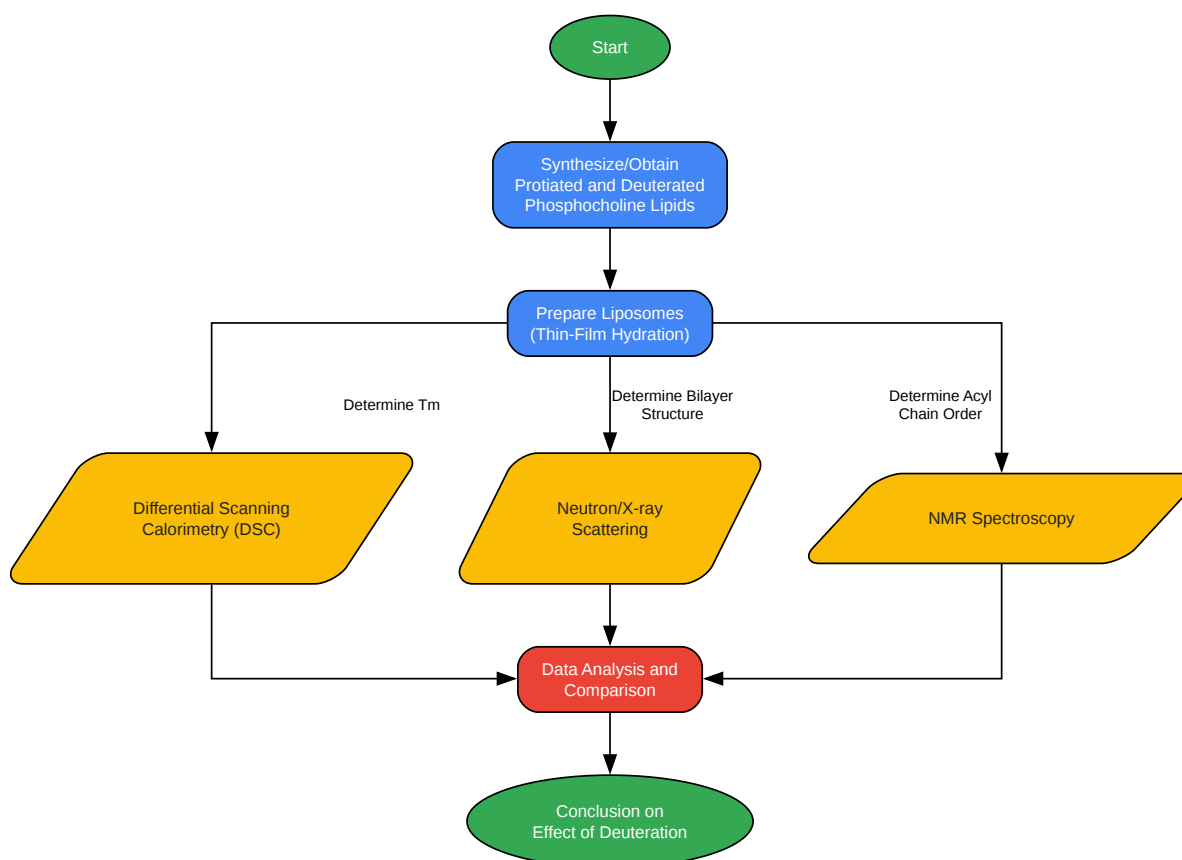 Start
Synthesize/Obtain
Protiated and Deuterated
Phosphocholine Lipids
Prepare Liposomes
(Thin-Film Hydration)
Determine Tm
Determine Bilayer
Structure
Determine Acyl
Chain Order
Differential Scanning
Calorimetry (DSC)
Neutron/X-ray
Scattering
NMR Spectroscopy
Data Analysis and
Comparison
Conclusion on
Effect of Deuteration